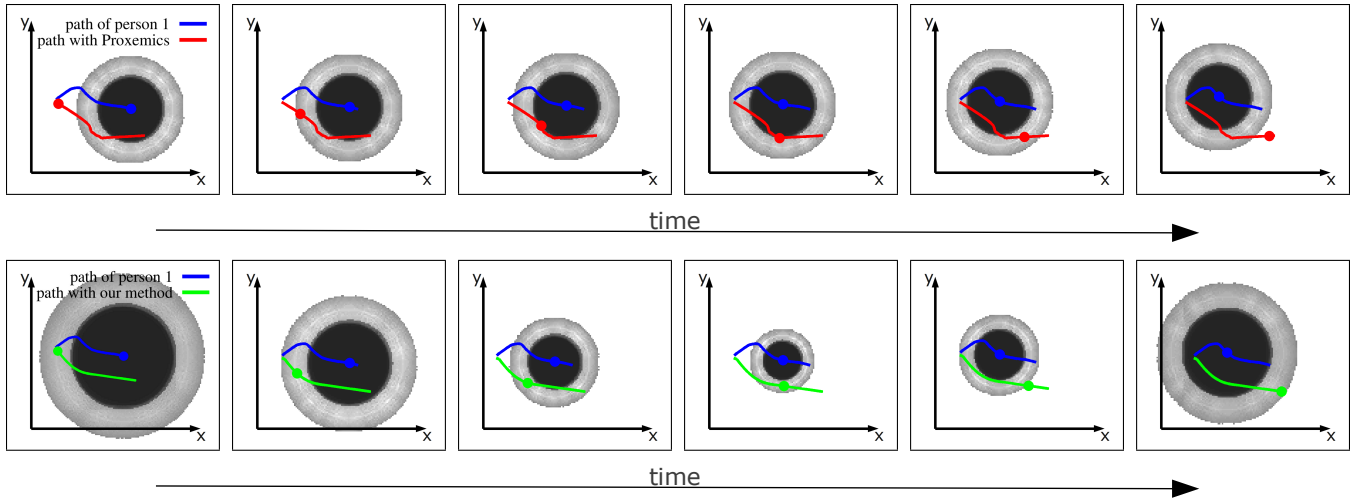 y
path of person 1
path with Proxemics
x
y
x
y
x
y
x
y
x
y
x
time
y
path of person 1
path with our method
x
y
x
y
x
y
x
y
x
y
x
time